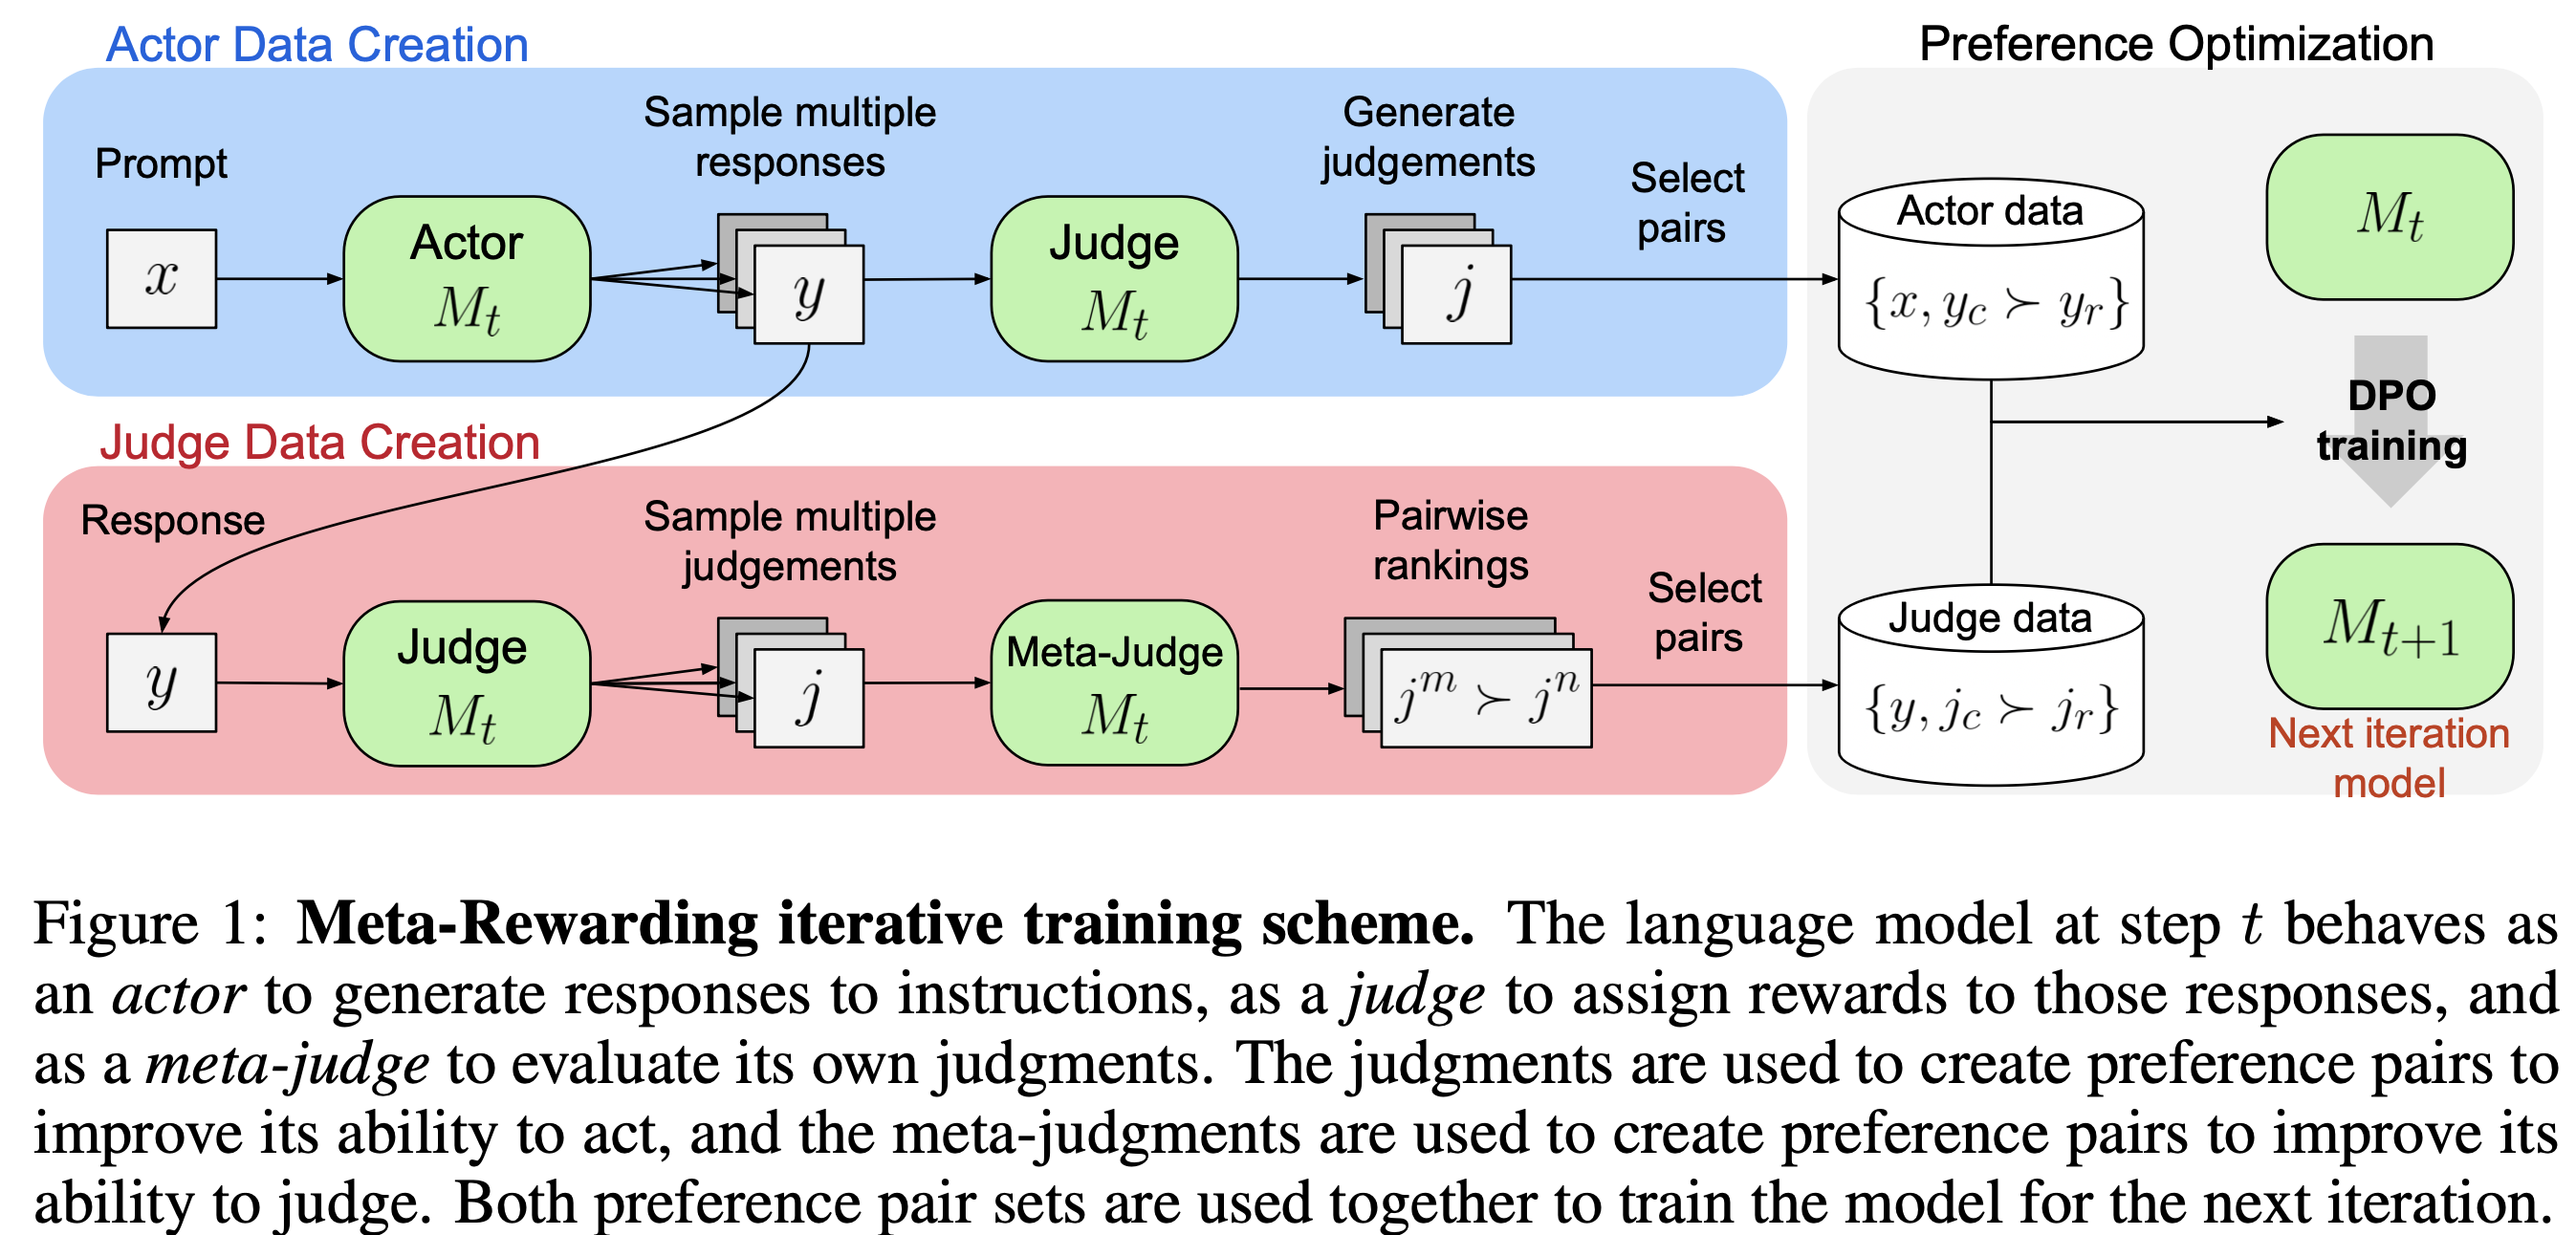 Actor Data Creation
Prompt
x
Actor
M_t
Sample multiple
responses
y
Judge
M_t
Generate
judgements
j
Select
pairs
Judge Data Creation
Response
y
Judge
M_t
Sample multiple
judgements
j
Meta-Judge
M_t
Pairwise
rankings
j^m ≻ j^n
Select
pairs
Preference Optimization
Actor data
{x, y_c ≻ y_r}
Judge data
{y, j_c ≻ j_r}
M_t
DPO
training
M_{t+1}
Next iteration
model
Figure 1: Meta-Rewarding iterative training scheme. The language model at step t behaves as
an actor to generate responses to instructions, as a judge to assign rewards to those responses, and
as a meta-judge to evaluate its own judgments. The judgments are used to create preference pairs to
improve its ability to act, and the meta-judgments are used to create preference pairs to improve its
ability to judge. Both preference pair sets are used together to train the model for the next iteration.